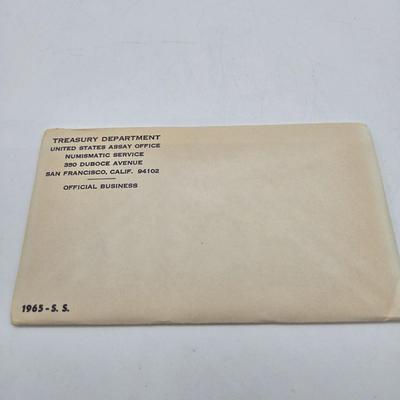 TREASURY DEPARTMENT
UNITED STATES ASSAY OFFICE
NUMISMATIC SERVICE
350 DUBOCE AVENUE
SAN FRANCISCO, CALIF. 94102
OFFICIAL BUSINESS
1965 - S. S.